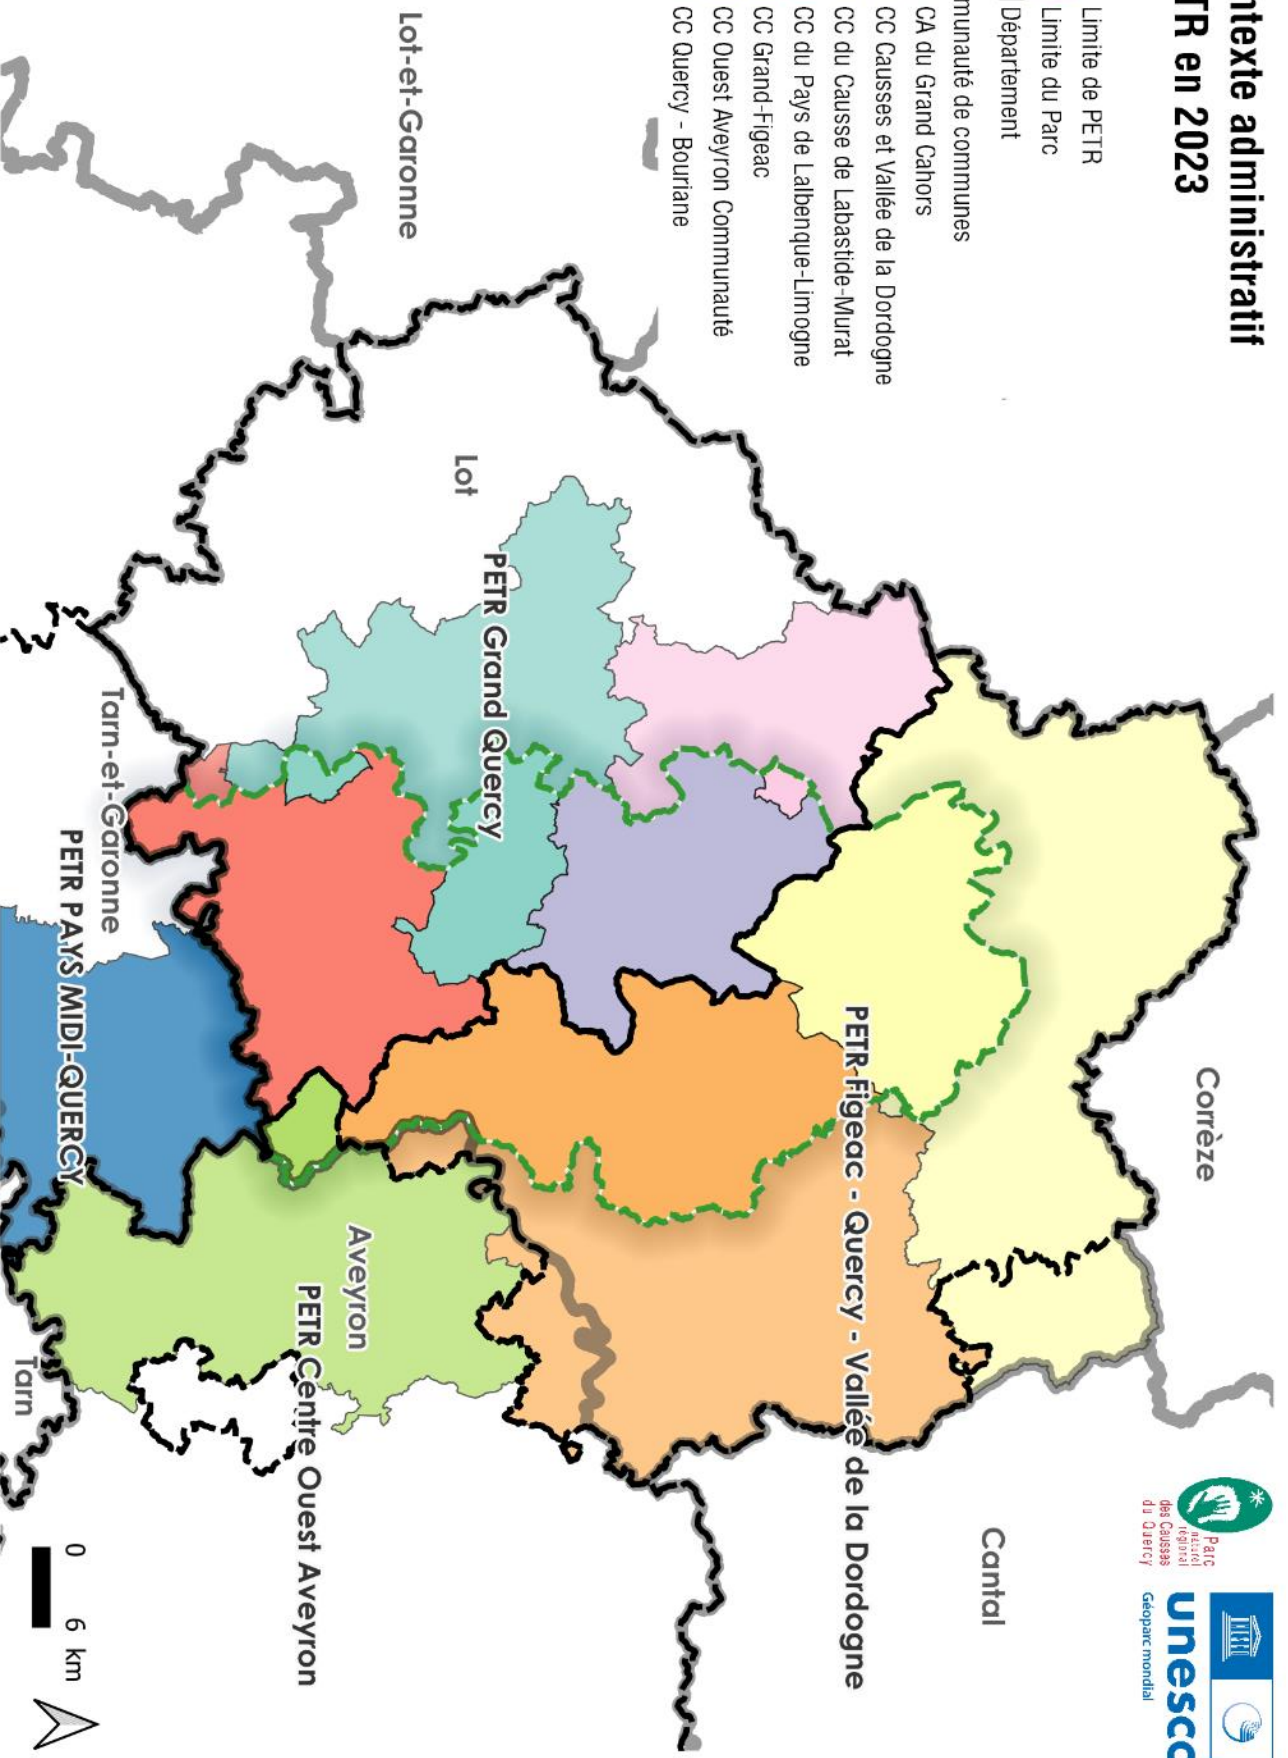 ntexte administratif
TR en 2023
Limite de PETR
Limite du Parc
Département
munauté de communes
CA du Grand Cahors
CC Causses et Vallée de la Dordogne
CC du Causse de Labastide-Murat
CC du Pays de Lalbenque-Limogne
CC Grand-Figeac
CC Ouest Aveyron Communauté
CC Quercy - Bouriane
Corrèze
Cantal
Lot-et-Garonne
Lot
PETR Grand Quercy
PETR Figeac - Quercy - Vallée de la Dordogne
Tarn-et-Garonne
PETR PAYS MIDI-QUERCY
Aveyron
PETR Centre Ouest Aveyron
Tarn
Parc
naturel
régional
des Causses
du Quercy
unesco
Géoparc mondial
0 6 km